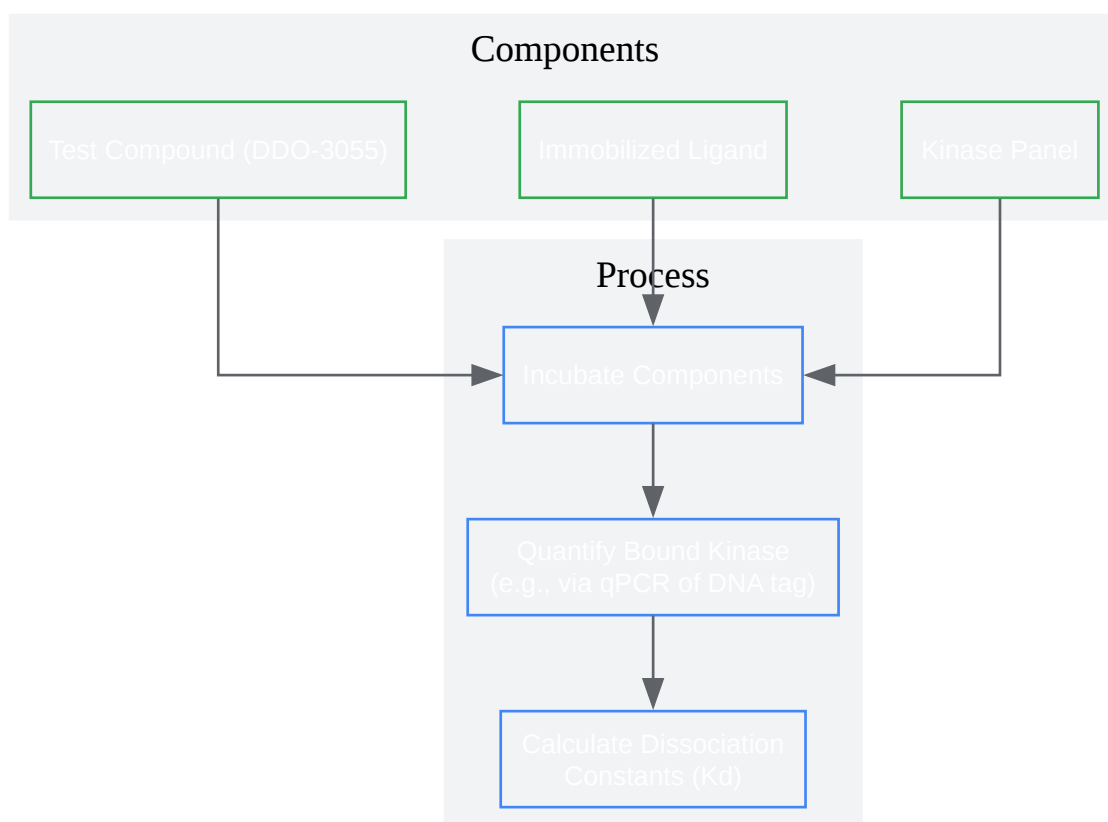 Components
Test Compound (DDO-3055)
Immobilized Ligand
Kinase Panel
Process
Incubate Components
Quantify Bound Kinase
(e.g., via qPCR of DNA tag)
Calculate Dissociation
Constants (Kd)